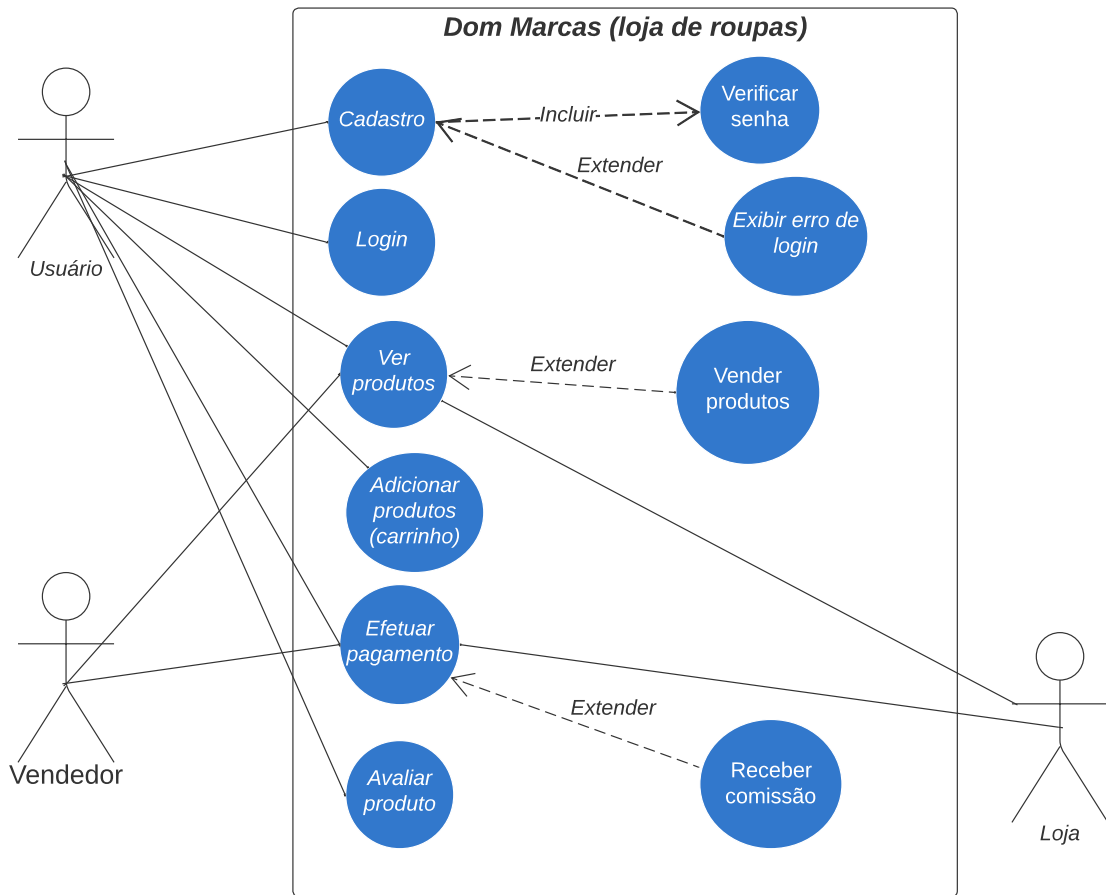 Dom Marcas (loja de roupas)
Cadastro
Incluir
Verificar
senha
Extender
Exibir erro de
login
Login
Usuário
Ver
produtos
Extender
Vender
produtos
Adicionar
produtos
(carrinho)
Efetuar
pagamento
Extender
Receber
comissão
Vendedor
Avaliar
produto
Loja